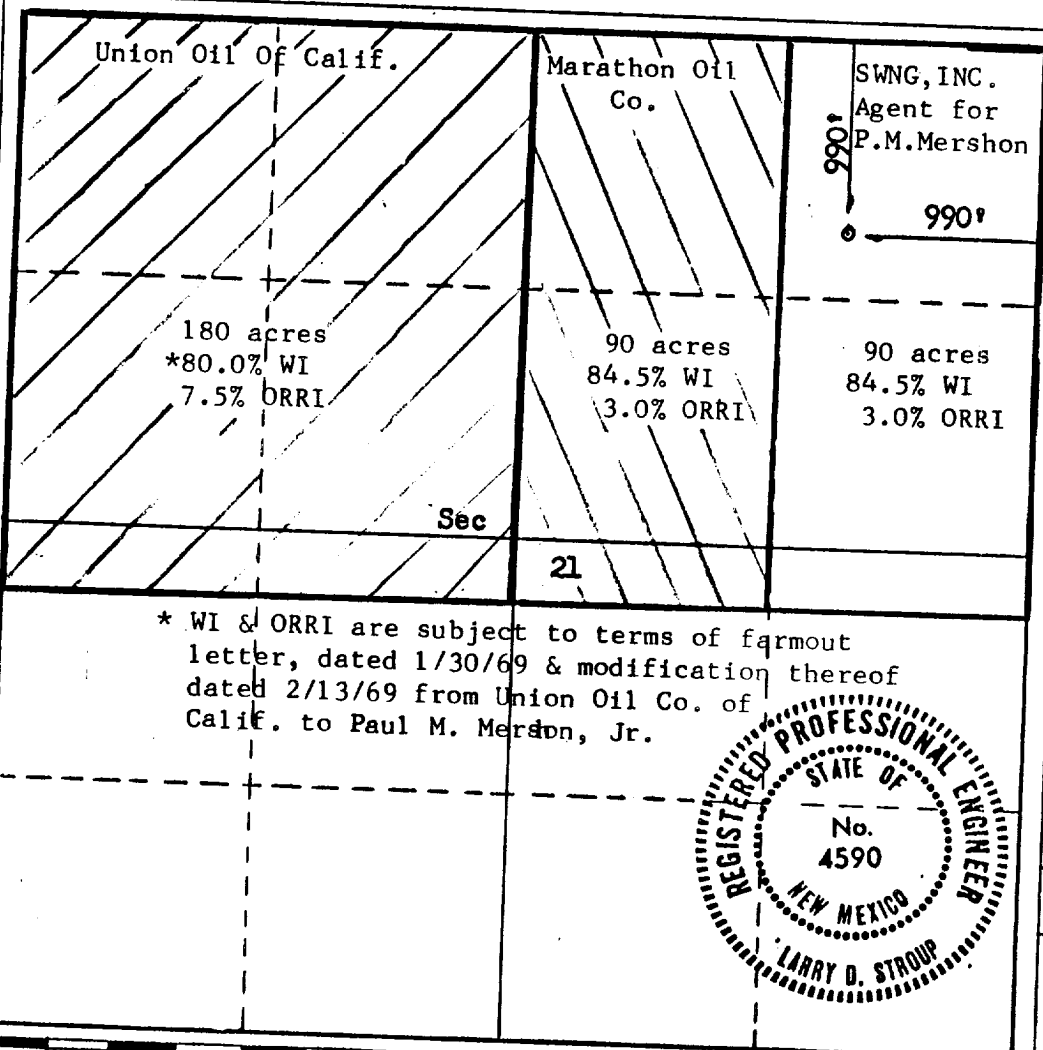 Union Oil Of Calif.
Marathon Oil
Co.
SWNG, INC.
Agent for
P.M.Mershon
990'
990'
180 acres
*80.0% WI
7.5% ORRI
90 acres
84.5% WI
3.0% ORRI
90 acres
84.5% WI
3.0% ORRI
Sec
21
* WI & ORRI are subject to terms of farmout
letter, dated 1/30/69 & modification thereof
dated 2/13/69 from Union Oil Co. of
Calif. to Paul M. Mershon, Jr.
REGISTERED PROFESSIONAL ENGINEER
STATE OF
No.
4590
NEW MEXICO
LARRY D. STROUP